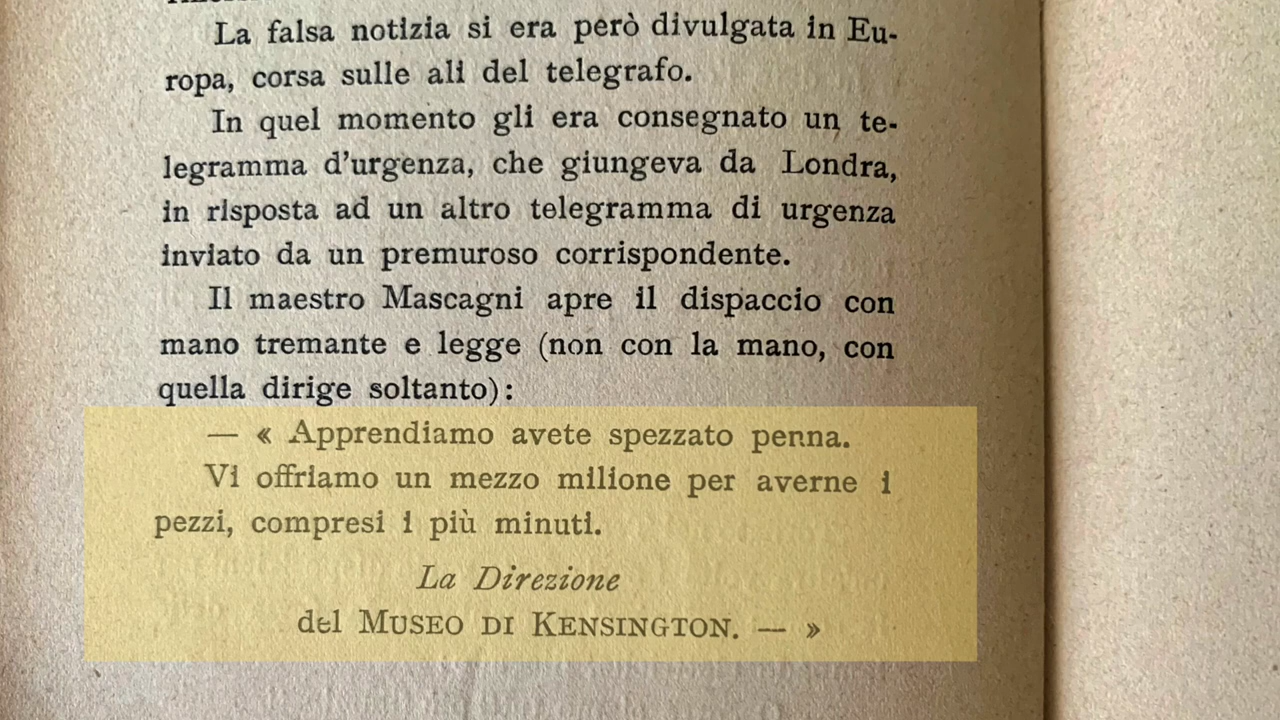 La falsa notizia si era però divulgata in Eu-
ropa, corsa sulle ali del telegrafo.
In quel momento gli era consegnato un te-
legramma d'urgenza, che giungeva da Londra,
in risposta ad un altro telegramma di urgenza
inviato da un premuroso corrispondente.
Il maestro Mascagni apre il dispaccio con
mano tremante e legge (non con la mano, con
quella dirige soltanto):
— « Apprendiamo avete spezzato penna.
Vi offriamo un mezzo milione per averne i
pezzi, compresi i più minuti.
La Direzione
del MUSEO DI KENSINGTON. — »